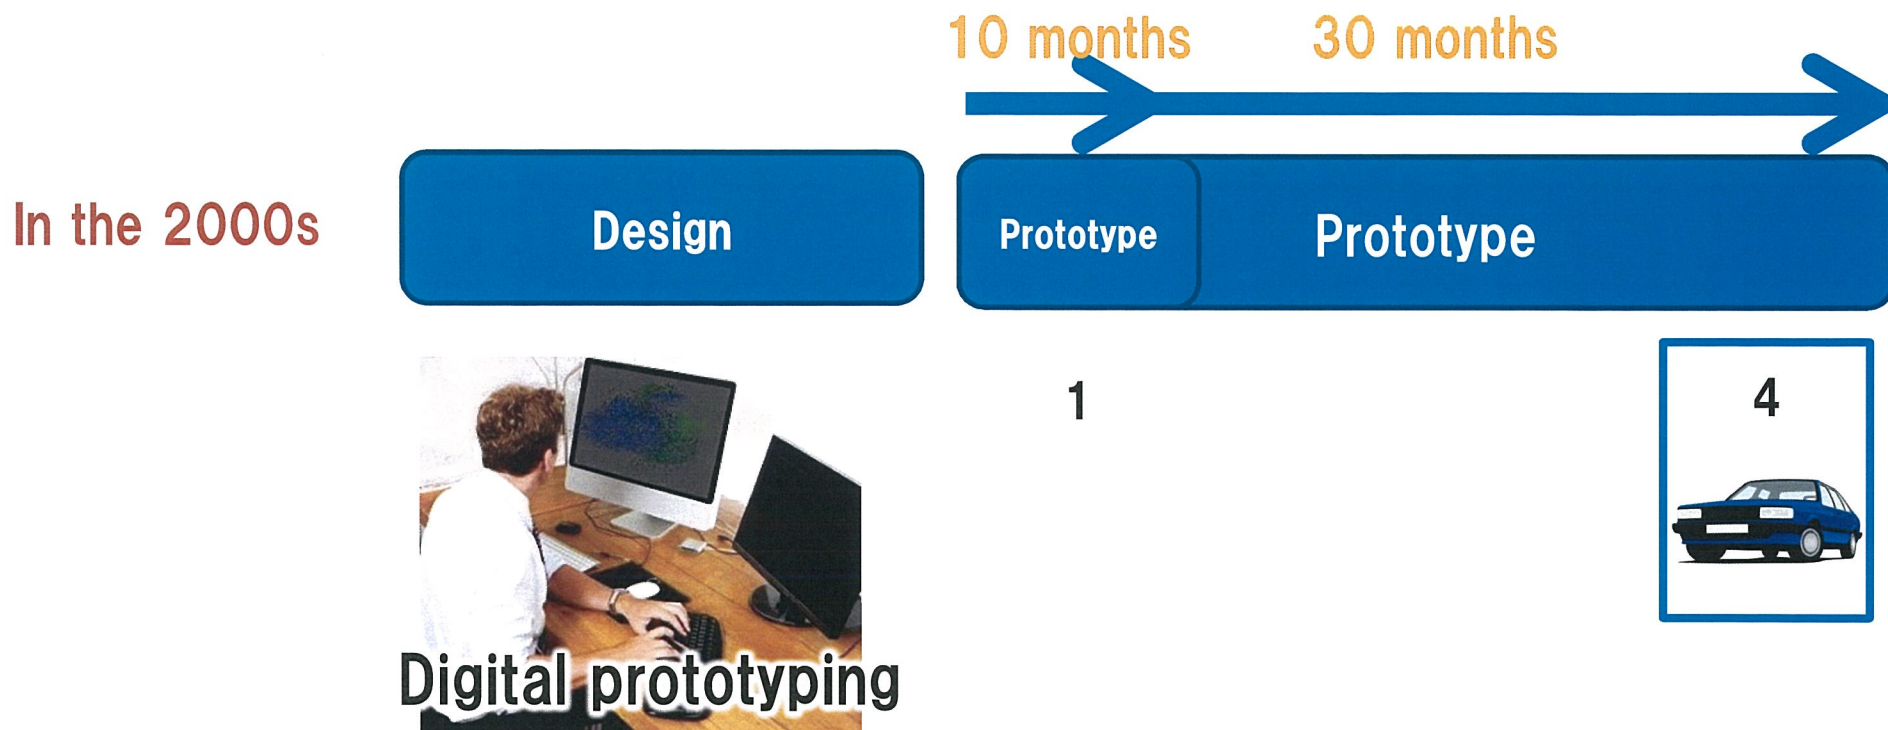 10 months
30 months
In the 2000s
Design
Prototype
Prototype
1
4
Digital prototyping